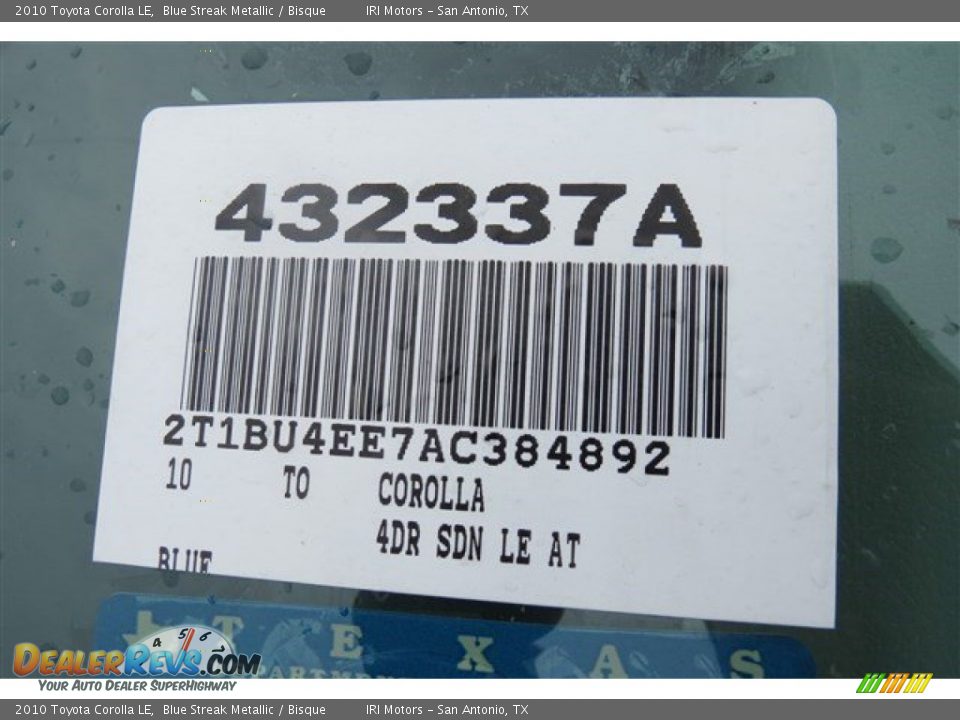 2010 Toyota Corolla LE, Blue Streak Metallic / Bisque IRI Motors – San Antonio, TX
432337A
2T1BU4EE7AC384892
10 TO COROLLA
4DR SDN LE AT
BLUE
TEXAS
DealerRevs.com
Your Auto Dealer SuperHighway
2010 Toyota Corolla LE, Blue Streak Metallic / Bisque IRI Motors – San Antonio, TX